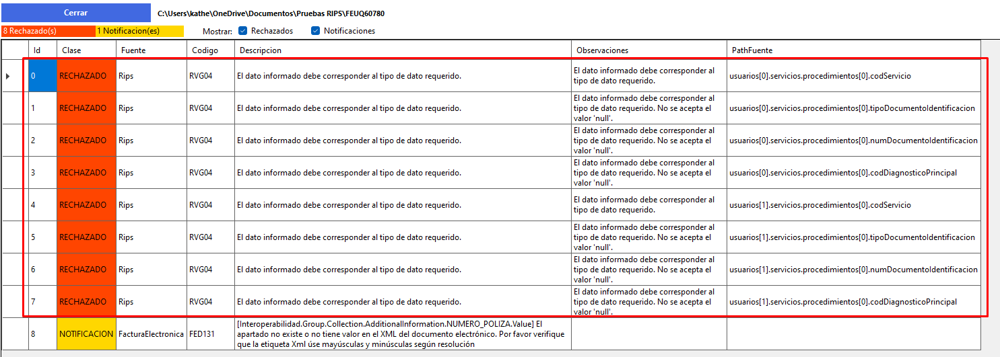 Cerrar C:\Users\kathe\OneDrive\Documentos\Pruebas RIPS\FEUQ60780
8 Rechazado(s) 1 Notificacion(es) Mostrar: Rechazados Notificaciones
Id Clase Fuente Codigo Descripcion Observaciones PathFuente
0 RECHAZADO Rips RVG04 El dato informado debe corresponder al tipo de dato requerido. El dato informado debe corresponder al
tipo de dato requerido. usuarios[0].servicios.procedimientos[0].codServicio
1 RECHAZADO Rips RVG04 El dato informado debe corresponder al tipo de dato requerido. El dato informado debe corresponder al
tipo de dato requerido. No se acepta el
valor 'null'. usuarios[0].servicios.procedimientos[0].tipoDocumentoIdentificacion
2 RECHAZADO Rips RVG04 El dato informado debe corresponder al tipo de dato requerido. El dato informado debe corresponder al
tipo de dato requerido. No se acepta el
valor 'null'. usuarios[0].servicios.procedimientos[0].numDocumentoIdentificacion
3 RECHAZADO Rips RVG04 El dato informado debe corresponder al tipo de dato requerido. El dato informado debe corresponder al
tipo de dato requerido. No se acepta el
valor 'null'. usuarios[0].servicios.procedimientos[0].codDiagnosticoPrincipal
4 RECHAZADO Rips RVG04 El dato informado debe corresponder al tipo de dato requerido. El dato informado debe corresponder al
tipo de dato requerido. usuarios[1].servicios.procedimientos[0].codServicio
5 RECHAZADO Rips RVG04 El dato informado debe corresponder al tipo de dato requerido. El dato informado debe corresponder al
tipo de dato requerido. No se acepta el
valor 'null'. usuarios[1].servicios.procedimientos[0].tipoDocumentoIdentificacion
6 RECHAZADO Rips RVG04 El dato informado debe corresponder al tipo de dato requerido. El dato informado debe corresponder al
tipo de dato requerido. No se acepta el
valor 'null'. usuarios[1].servicios.procedimientos[0].numDocumentoIdentificacion
7 RECHAZADO Rips RVG04 El dato informado debe corresponder al tipo de dato requerido. El dato informado debe corresponder al
tipo de dato requerido. No se acepta el
valor 'null'. usuarios[1].servicios.procedimientos[0].codDiagnosticoPrincipal
8 NOTIFICACION FacturaElectronica FED131 [Interoperabilidad.Group.Collection.AdditionalInformation.NUMERO_POLIZA.Value] El
apartado no existe o no tiene valor en el XML del documento electrónico. Por favor verifique
que la etiqueta Xml úse mayúsculas y minúsculas según resolución